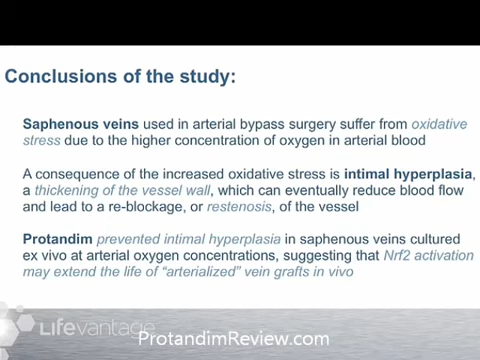 Conclusions of the study:
Saphenous veins used in arterial bypass surgery suffer from oxidative
stress due to the higher concentration of oxygen in arterial blood
A consequence of the increased oxidative stress is intimal hyperplasia,
a thickening of the vessel wall, which can eventually reduce blood flow
and lead to a re-blockage, or restenosis, of the vessel
Protandim prevented intimal hyperplasia in saphenous veins cultured
ex vivo at arterial oxygen concentrations, suggesting that Nrf2 activation
may extend the life of "arterialized" vein grafts in vivo
Lifevantage
ProtandimReview.com